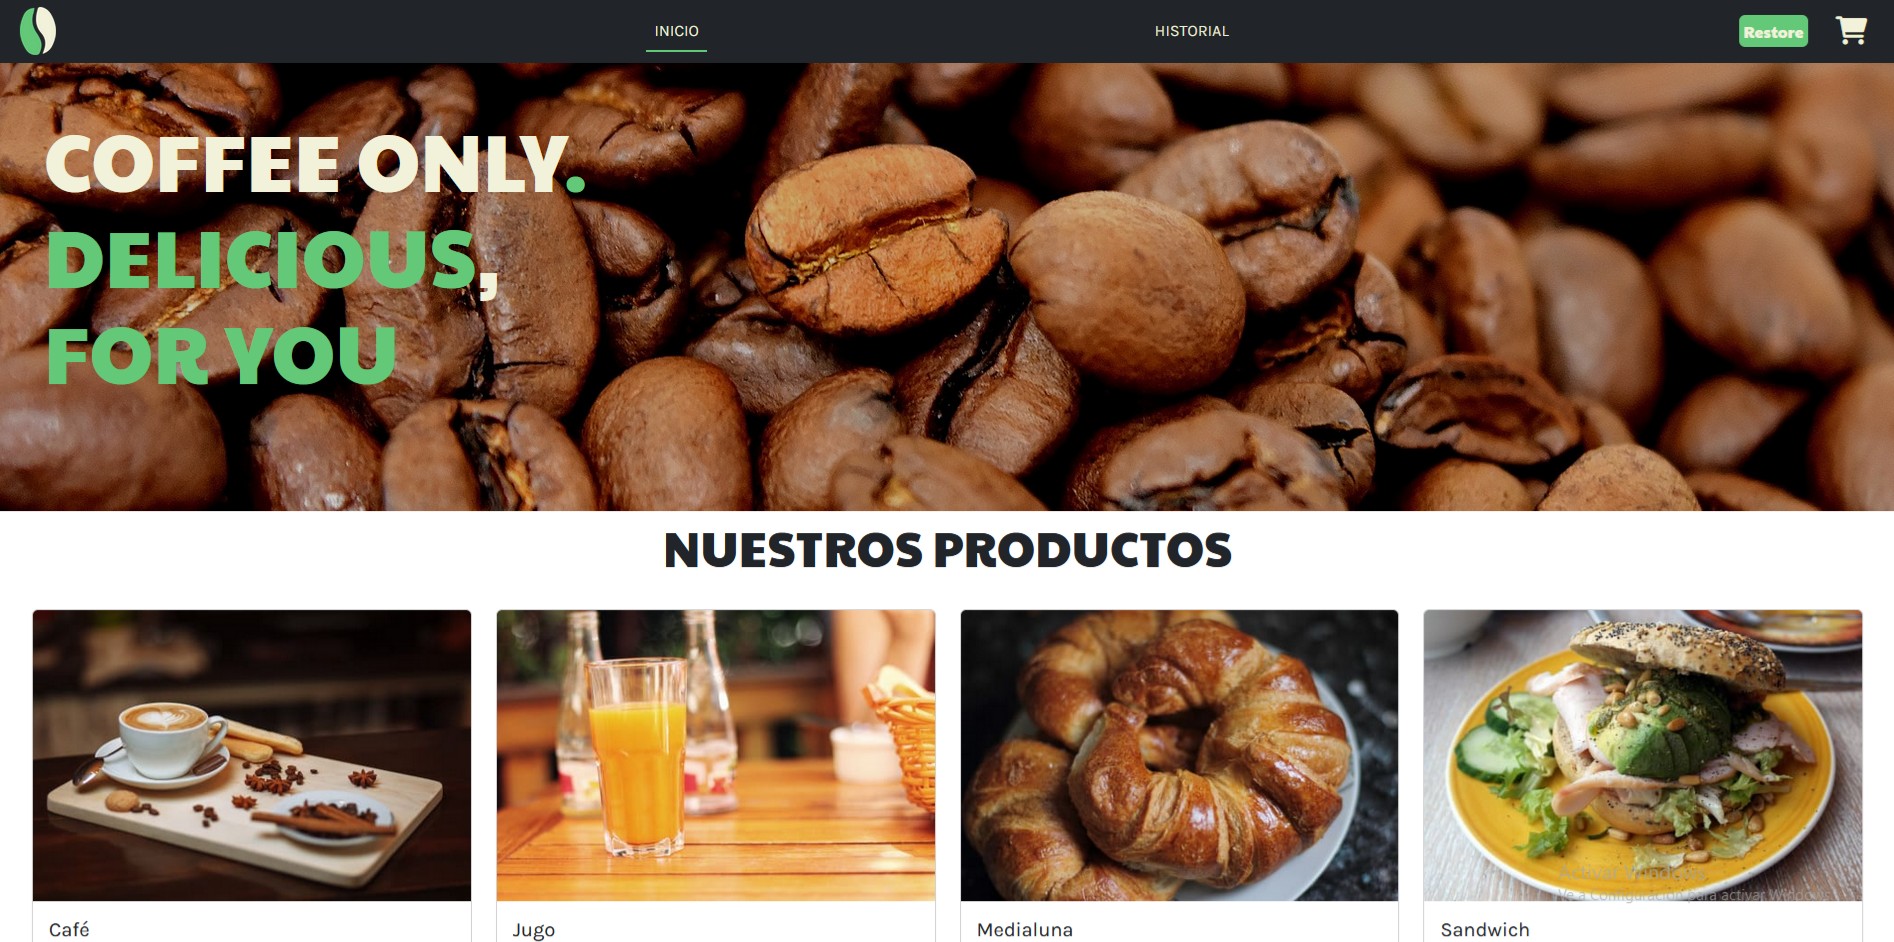 INICIO
HISTORIAL
Restore
COFFEE ONLY.
DELICIOUS,
FOR YOU
NUESTROS PRODUCTOS
Activar Windows
Ve a Configuración para activar Windows.
Café
Jugo
Medialuna
Sandwich